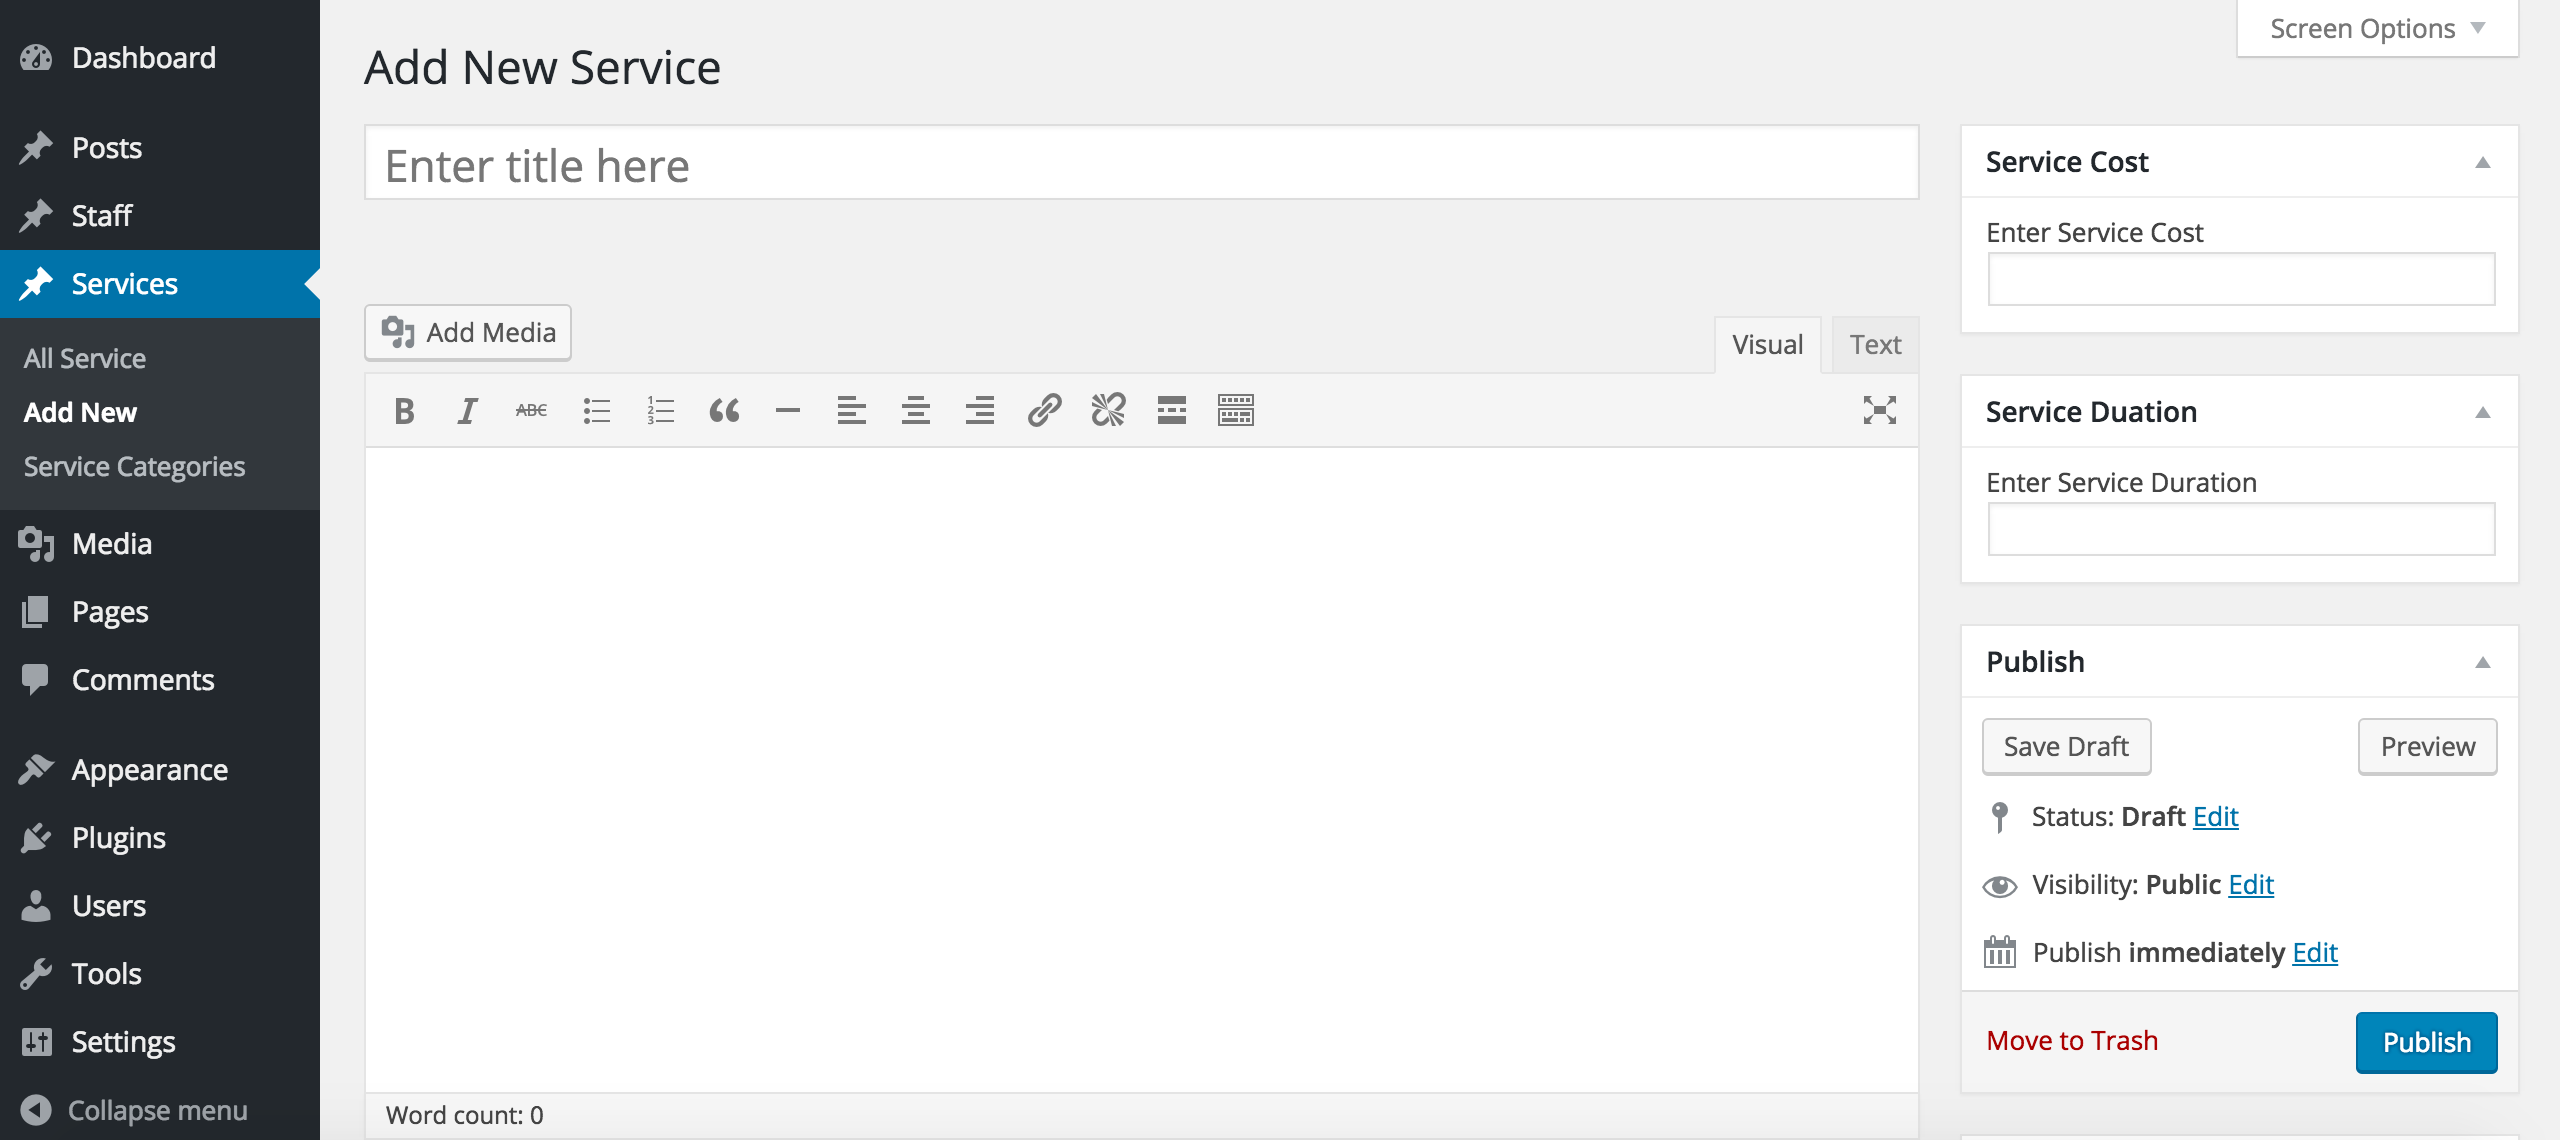 Dashboard
Posts
Staff
Services
All Service
Add New
Service Categories
Media
Pages
Comments
Appearance
Plugins
Users
Tools
Settings
Collapse menu
Screen Options
Add New Service
Enter title here
Add Media
Visual
Text
B I ABC
Word count: 0
Service Cost
Enter Service Cost
Service Duation
Enter Service Duration
Publish
Save Draft
Preview
Status: Draft Edit
Visibility: Public Edit
Publish immediately Edit
Move to Trash
Publish